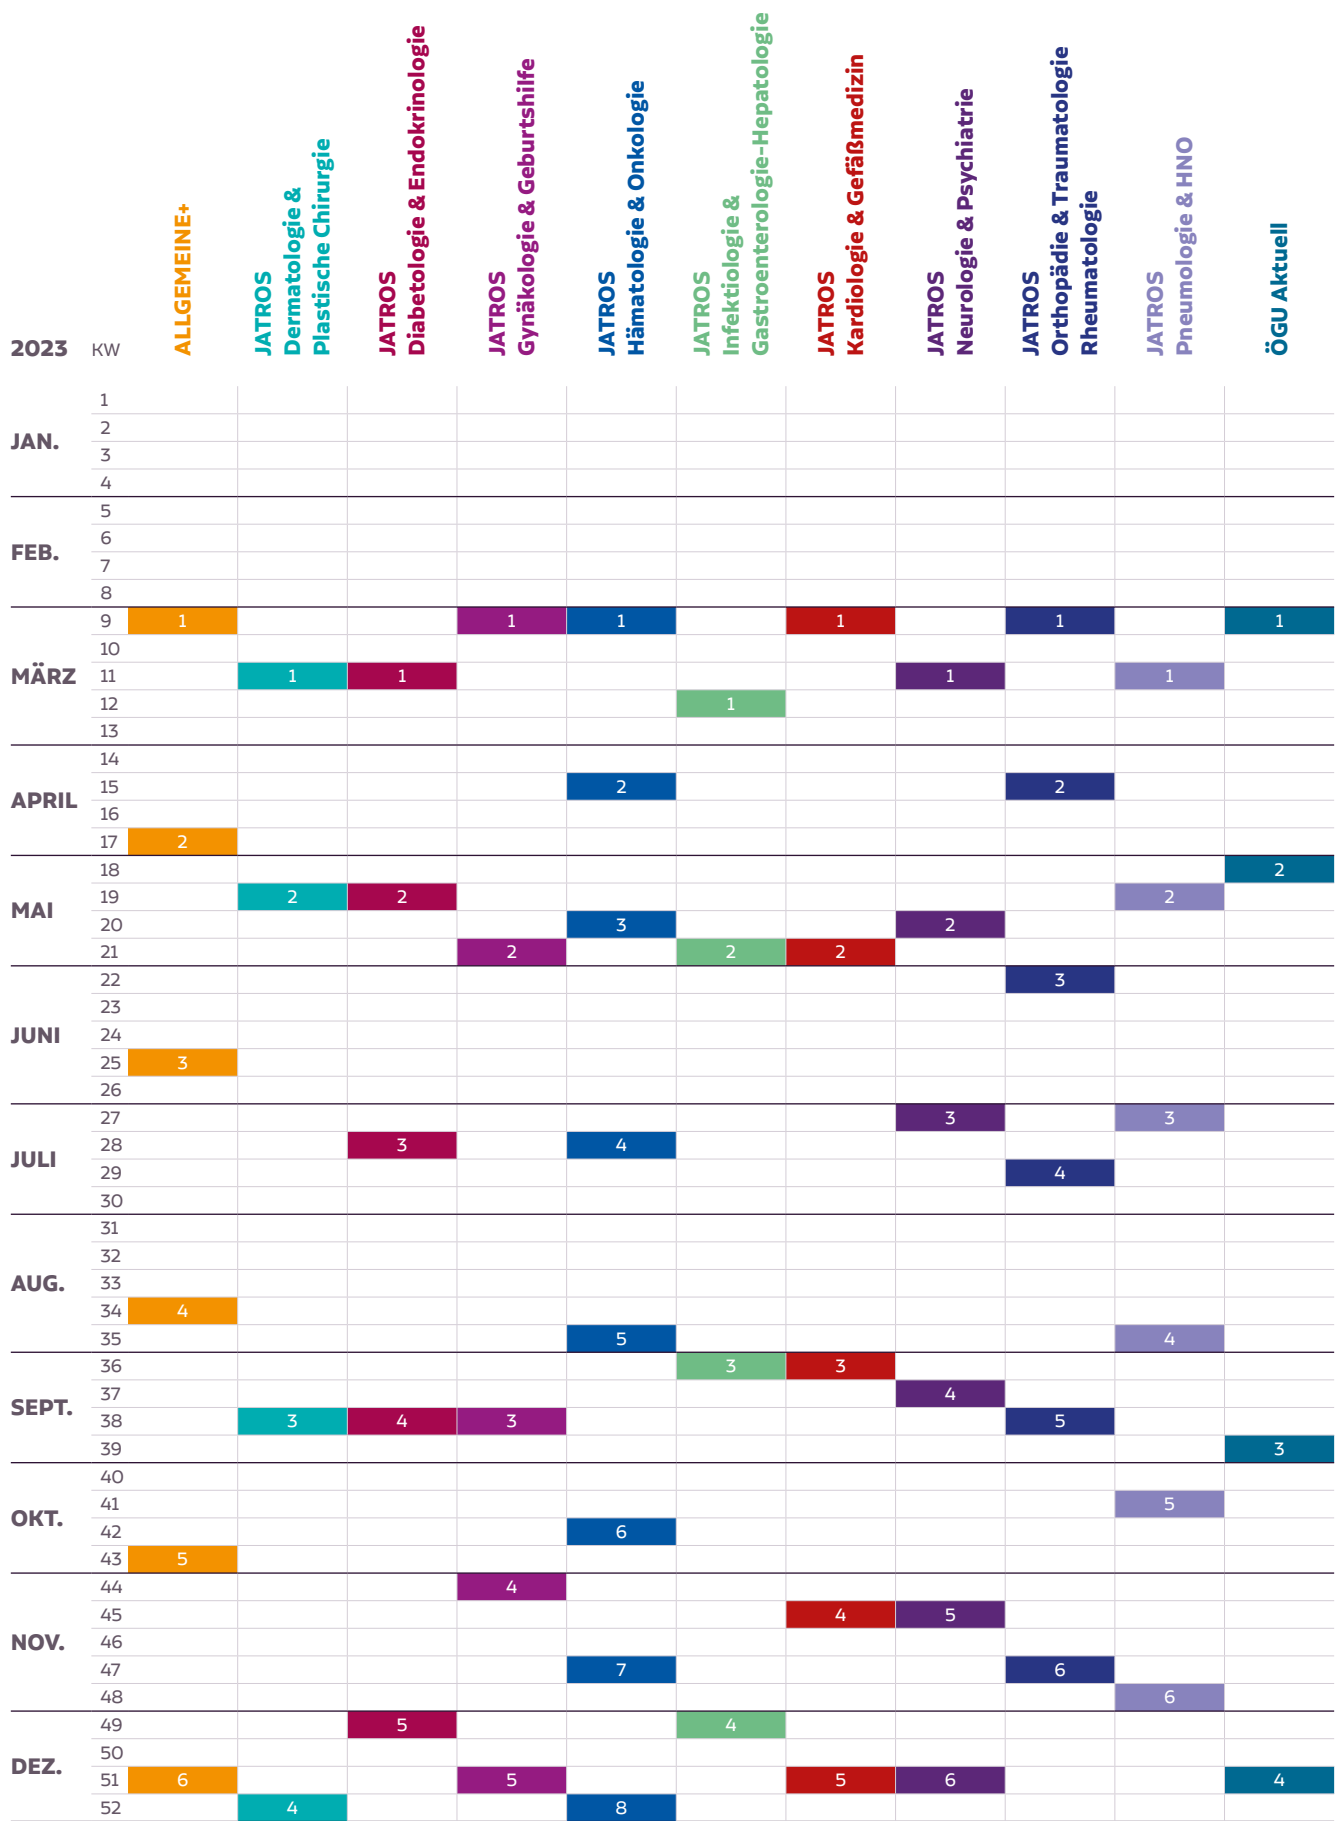 2023 KW
ALLGEMEINE+
JATROS
Dermatologie &
Plastische Chirurgie
JATROS
Diabetologie & Endokrinologie
JATROS
Gynäkologie & Geburtshilfe
JATROS
Hämatologie & Onkologie
JATROS
Infektiologie &
Gastroenterologie-Hepatologie
JATROS
Kardiologie & Gefäßmedizin
JATROS
Neurologie & Psychiatrie
JATROS
Orthopädie & Traumatologie
Rheumatologie
JATROS
Pneumologie & HNO
ÖGU Aktuell
JAN.
1
2
3
4
FEB.
5
6
7
8
MÄRZ
9 1 1 1 1 1 1
10
11 1 1 1 1
12 1
13
APRIL
14
15 2 2
16
17 2
MAI
18 2
19 2 2 2
20 3 2
21 2 2 2
JUNI
22 3
23
24
25 3
26
JULI
27 3 3
28 3 4
29 4
30
AUG.
31
32
33
34 4
35 5 4
SEPT.
36 3 3
37 4
38 3 4 3 5
39 3
OKT.
40
41 5
42 6
43 5
NOV.
44 4
45 4 5
46
47 7 6
48 6
DEZ.
49 5 4
50
51 6 5 5 6 4
52 4 8